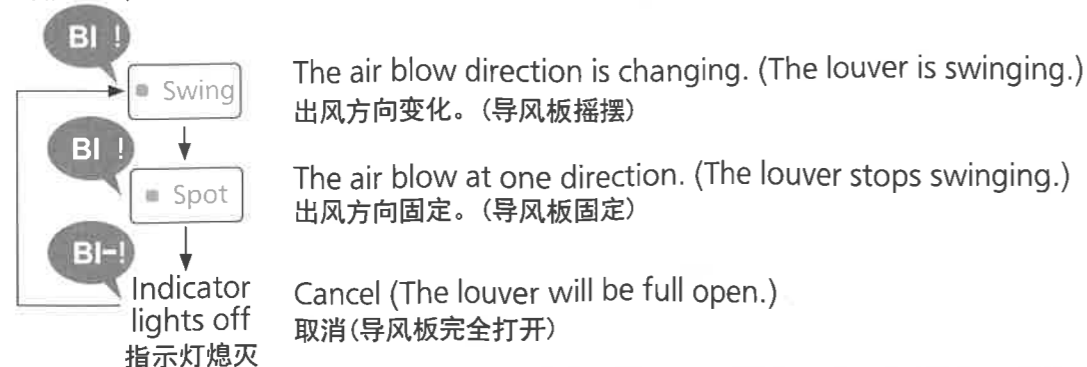 BI !
Swing
The air blow direction is changing. (The louver is swinging.)
出风方向变化。(导风板摇摆)
BI !
Spot
The air blow at one direction. (The louver stops swinging.)
出风方向固定。(导风板固定)
BI-!
Indicator
lights off
指示灯熄灭
Cancel (The louver will be full open.)
取消(导风板完全打开)